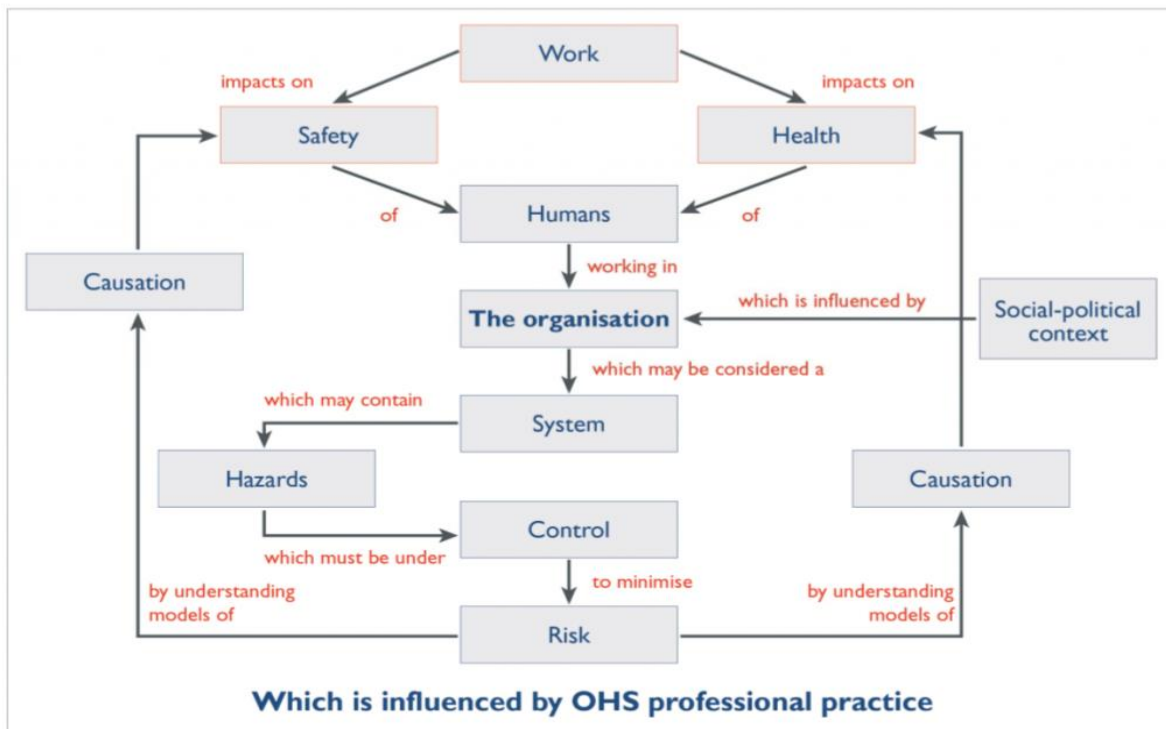 Work
impacts on
impacts on
Safety
Health
of
Humans
of
Causation
working in
The organisation
which is influenced by
Social-political
context
which may be considered a
which may contain
System
Hazards
Causation
Control
which must be under
to minimise
by understanding
models of
by understanding
models of
Risk
Which is influenced by OHS professional practice